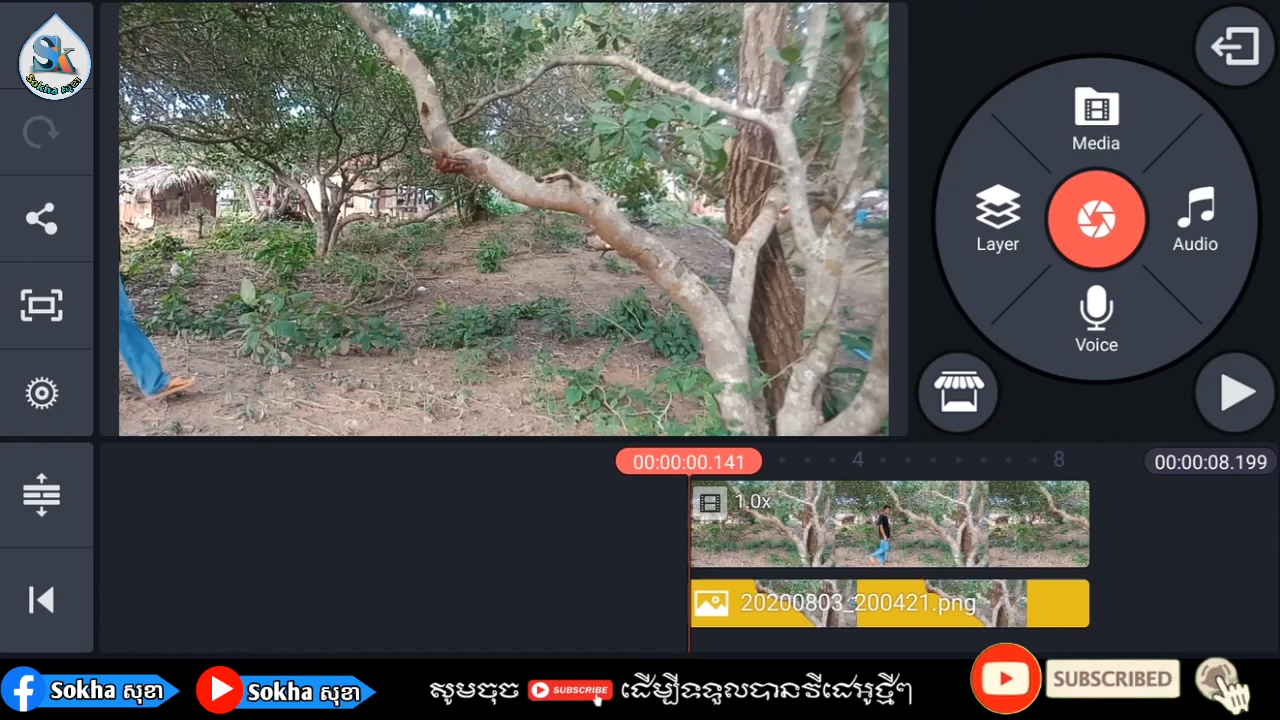 Sk
Sokha សុខា
Media
Layer
Audio
Voice
00:00:00.141
4
8
00:00:08.199
1.0x
20200803_200421.png
Sokha សុខា
Sokha សុខា
សូមចុច SUBSCRIBE ដើម្បីទទួលបានវីដេអូថ្មីៗ
SUBSCRIBED